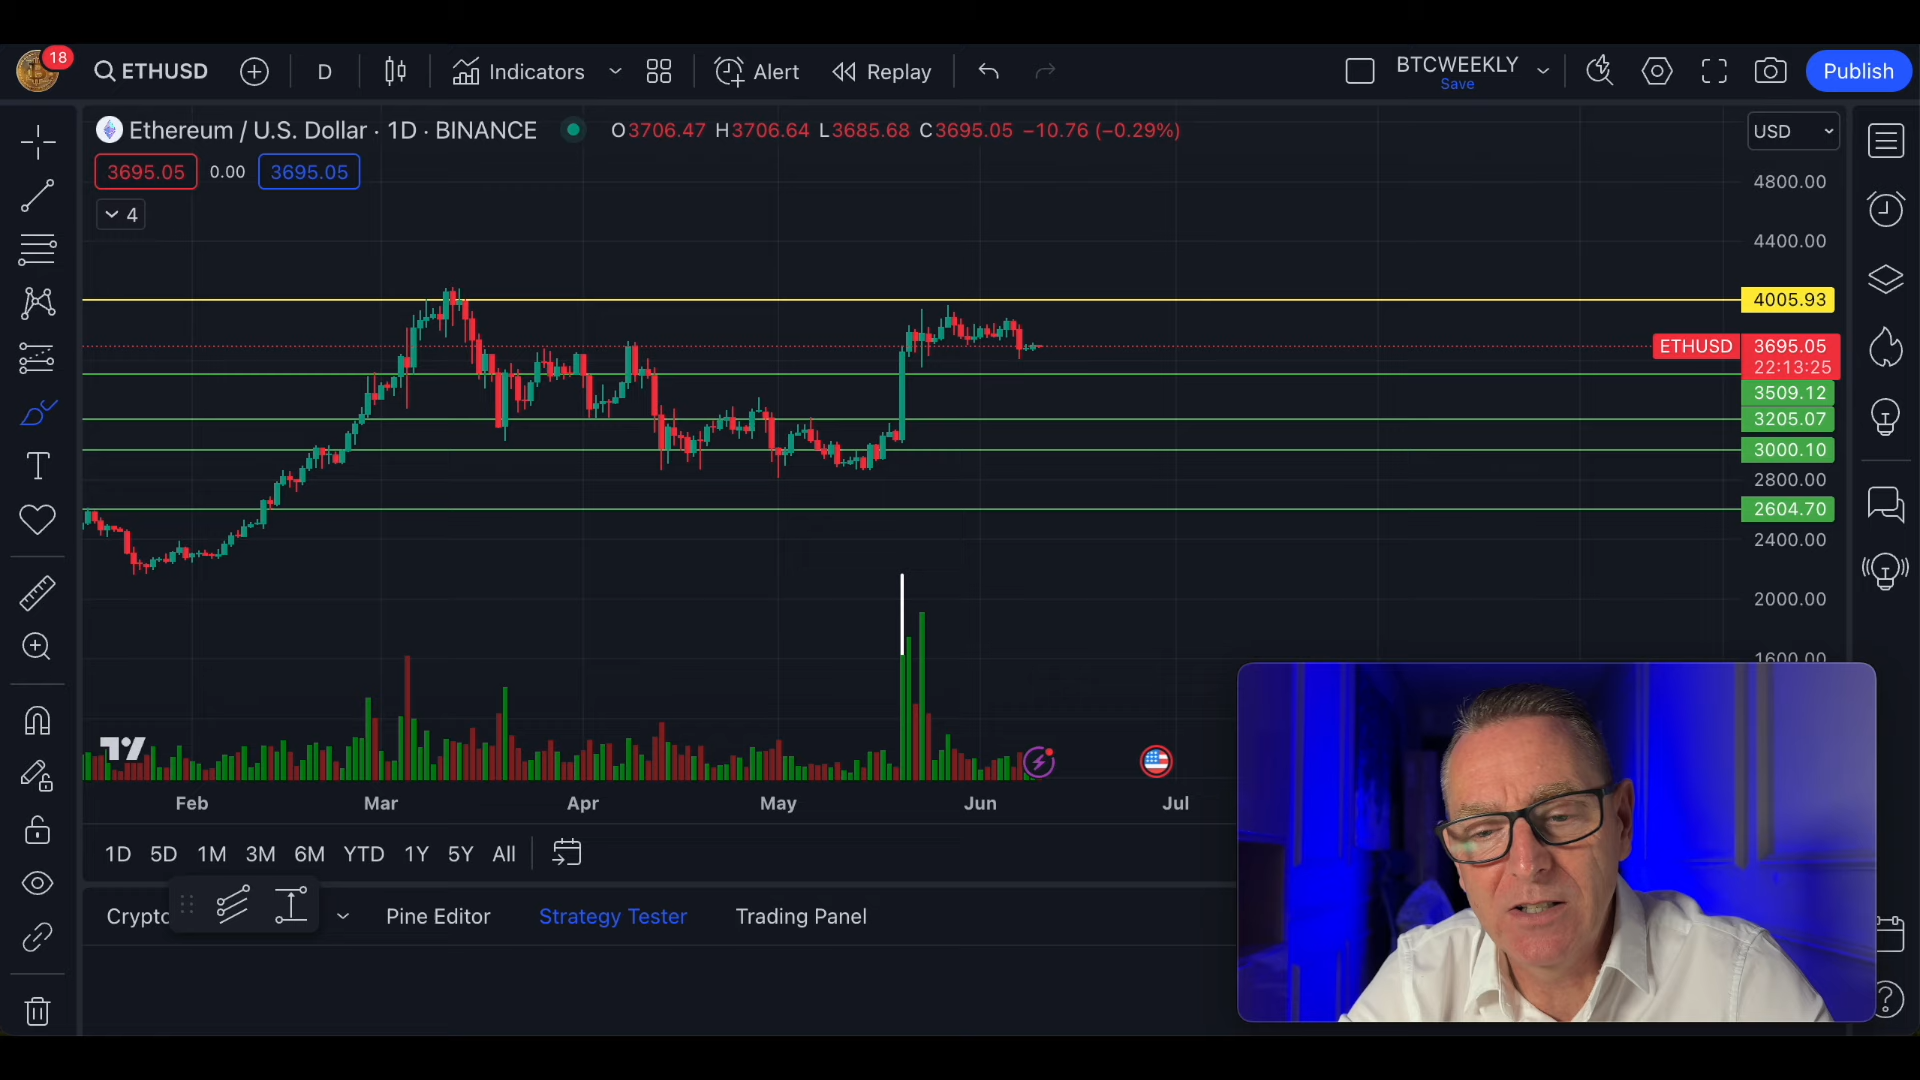 18
ETHUSD
D
Indicators
Alert
Replay
BTCWEEKLY
Save
Publish
Ethereum / U.S. Dollar · 1D · BINANCE
O3706.47 H3706.64 L3685.68 C3695.05 −10.76 (−0.29%)
USD
3695.05
0.00
3695.05
4
4800.00
4400.00
4005.93
ETHUSD
3695.05
22:13:25
3509.12
3205.07
3000.10
2800.00
2604.70
2400.00
2000.00
1600.00
Feb
Mar
Apr
May
Jun
Jul
1D
5D
1M
3M
6M
YTD
1Y
5Y
All
Crypto
Pine Editor
Strategy Tester
Trading Panel